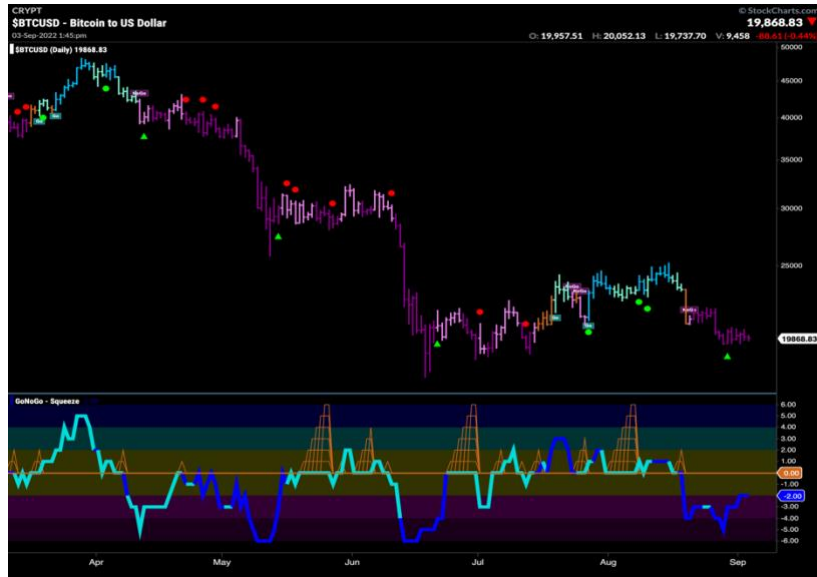 CRYPT
© StockCharts.com
$BTCUSD - Bitcoin to US Dollar
19,868.83
03-Sep-2022 1:45pm
O: 19,957.51 H: 20,052.13 L: 19,737.70 V: 9,458 -88.61 (-0.44%)
$BTCUSD (Daily) 19868.83
50000
45000
40000
35000
30000
25000
19868.83
GoNoGo - Squeeze
6.00
5.00
4.00
3.00
2.00
1.00
0.00
-1.00
-2.00
-3.00
-4.00
-5.00
-6.00
Apr May Jun Jul Aug Sep